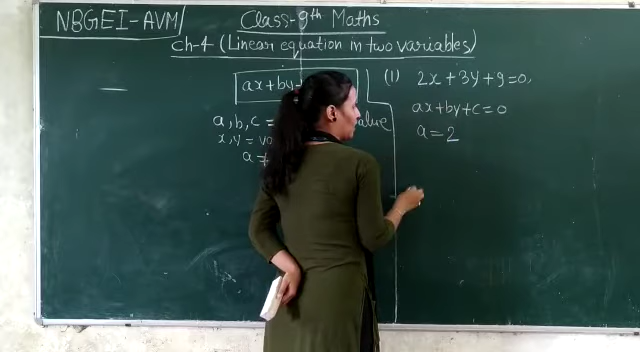 NBGEI-AVM
Class-9th Maths
Ch-4 (Linear equation in two variables)
ax+by+
a, b, c = value
x, y = va
a ≠
(1) 2x+3y+9=0,
ax+by+c=0
a=2